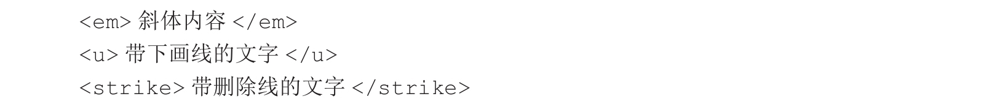 <em> 斜体内容 </em>
<u> 带下画线的文字 </u>
<strike> 带删除线的文字 </strike>